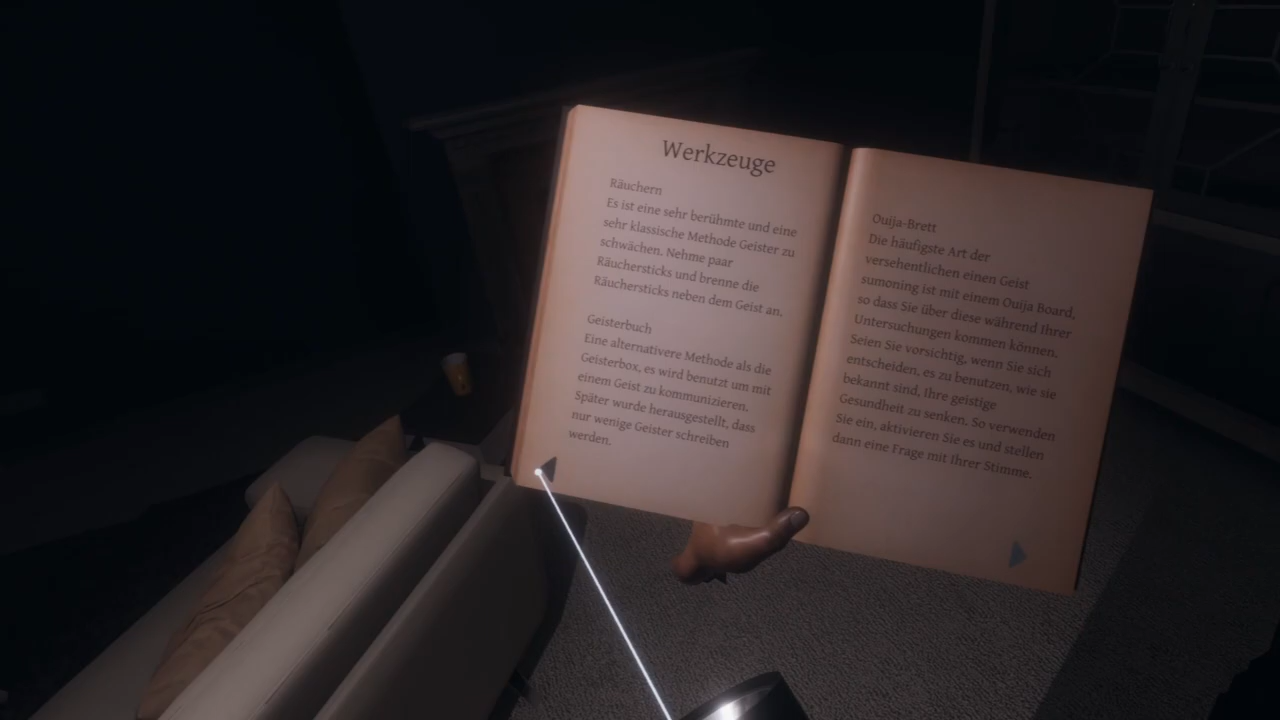 Werkzeuge
Räuchern
Es ist eine sehr berühmte und eine
sehr klassische Methode Geister zu
schwächen. Nehme paar
Räuchersticks und brenne die
Räuchersticks neben dem Geist an.
Geisterbuch
Eine alternativere Methode als die
Geisterbox, es wird benutzt um mit
einem Geist zu kommunizieren.
Später wurde herausgestellt, dass
nur wenige Geister schreiben
werden.
Ouija-Brett
Die häufigste Art der
versehentlichen einen Geist
sumoning ist mit einem Ouija Board,
so dass Sie über diese während Ihrer
Untersuchungen kommen können.
Seien Sie vorsichtig, wenn Sie sich
entscheiden, es zu benutzen, wie sie
bekannt sind, Ihre geistige
Gesundheit zu senken. So verwenden
Sie ein, aktivieren Sie es und stellen
dann eine Frage mit Ihrer Stimme.